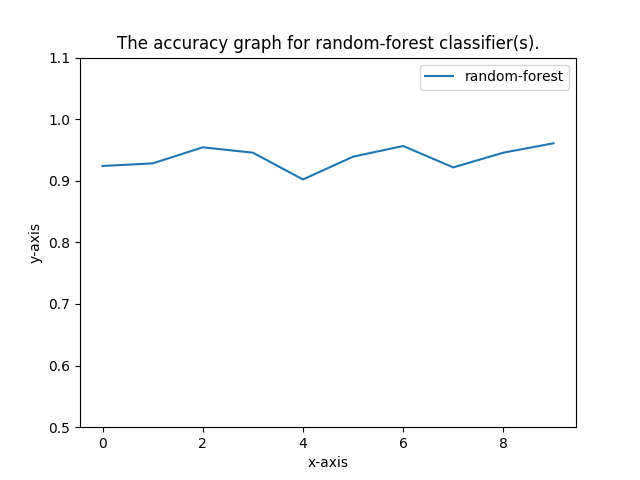 The accuracy graph for random-forest classifier(s).
random-forest
1.1
1.0
0.9
0.8
0.7
0.6
0.5
y-axis
0 2 4 6 8
x-axis